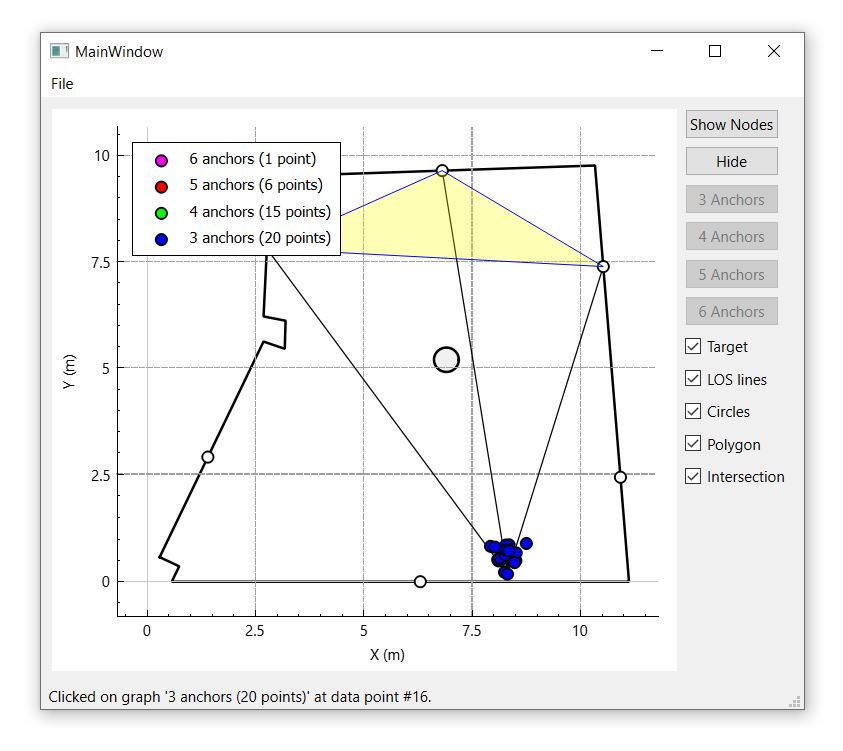 MainWindow
File
6 anchors (1 point)
5 anchors (6 points)
4 anchors (15 points)
3 anchors (20 points)
10
7.5
5
2.5
0
Y (m)
0
2.5
5
7.5
10
X (m)
Show Nodes
Hide
3 Anchors
4 Anchors
5 Anchors
6 Anchors
Target
LOS lines
Circles
Polygon
Intersection
Clicked on graph '3 anchors (20 points)' at data point #16.